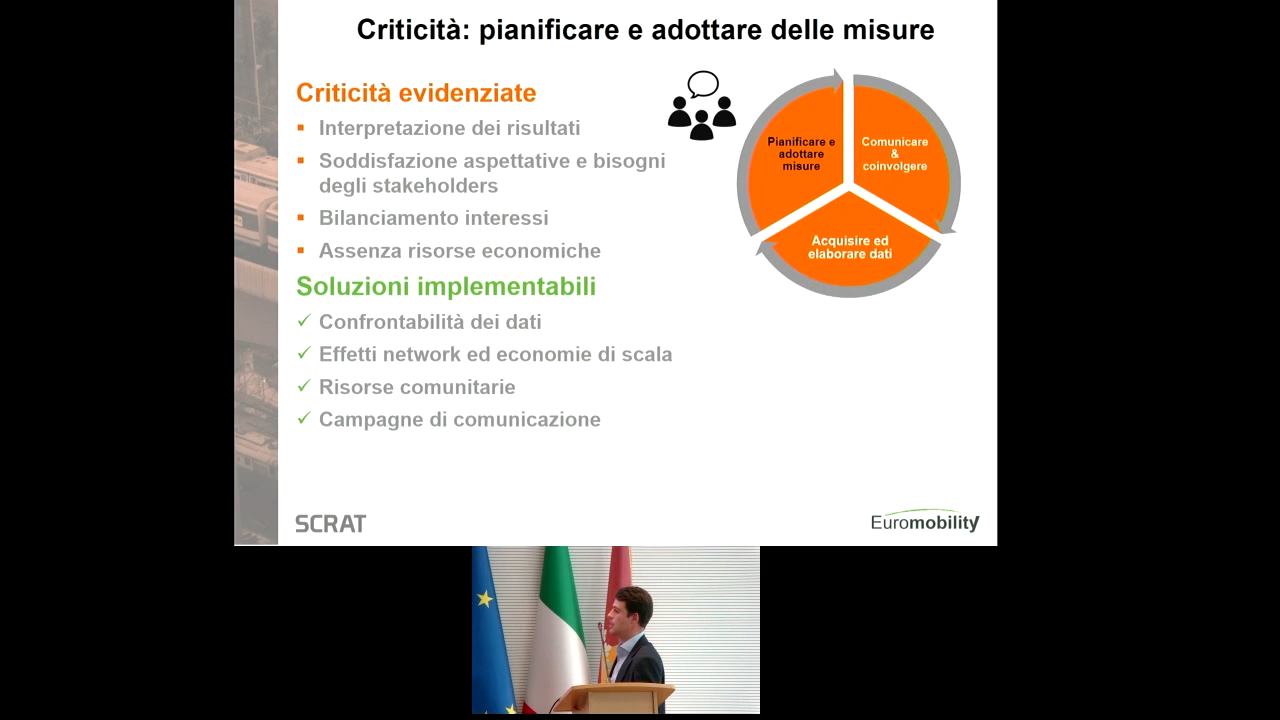 Criticità: pianificare e adottare delle misure
Criticità evidenziate
Interpretazione dei risultati
Soddisfazione aspettative e bisogni
degli stakeholders
Bilanciamento interessi
Assenza risorse economiche
Soluzioni implementabili
Confrontabilità dei dati
Effetti network ed economie di scala
Risorse comunitarie
Campagne di comunicazione
Pianificare e
adottare
misure
Comunicare
&
coinvolgere
Acquisire ed
elaborare dati
SCRAT
Euromobility